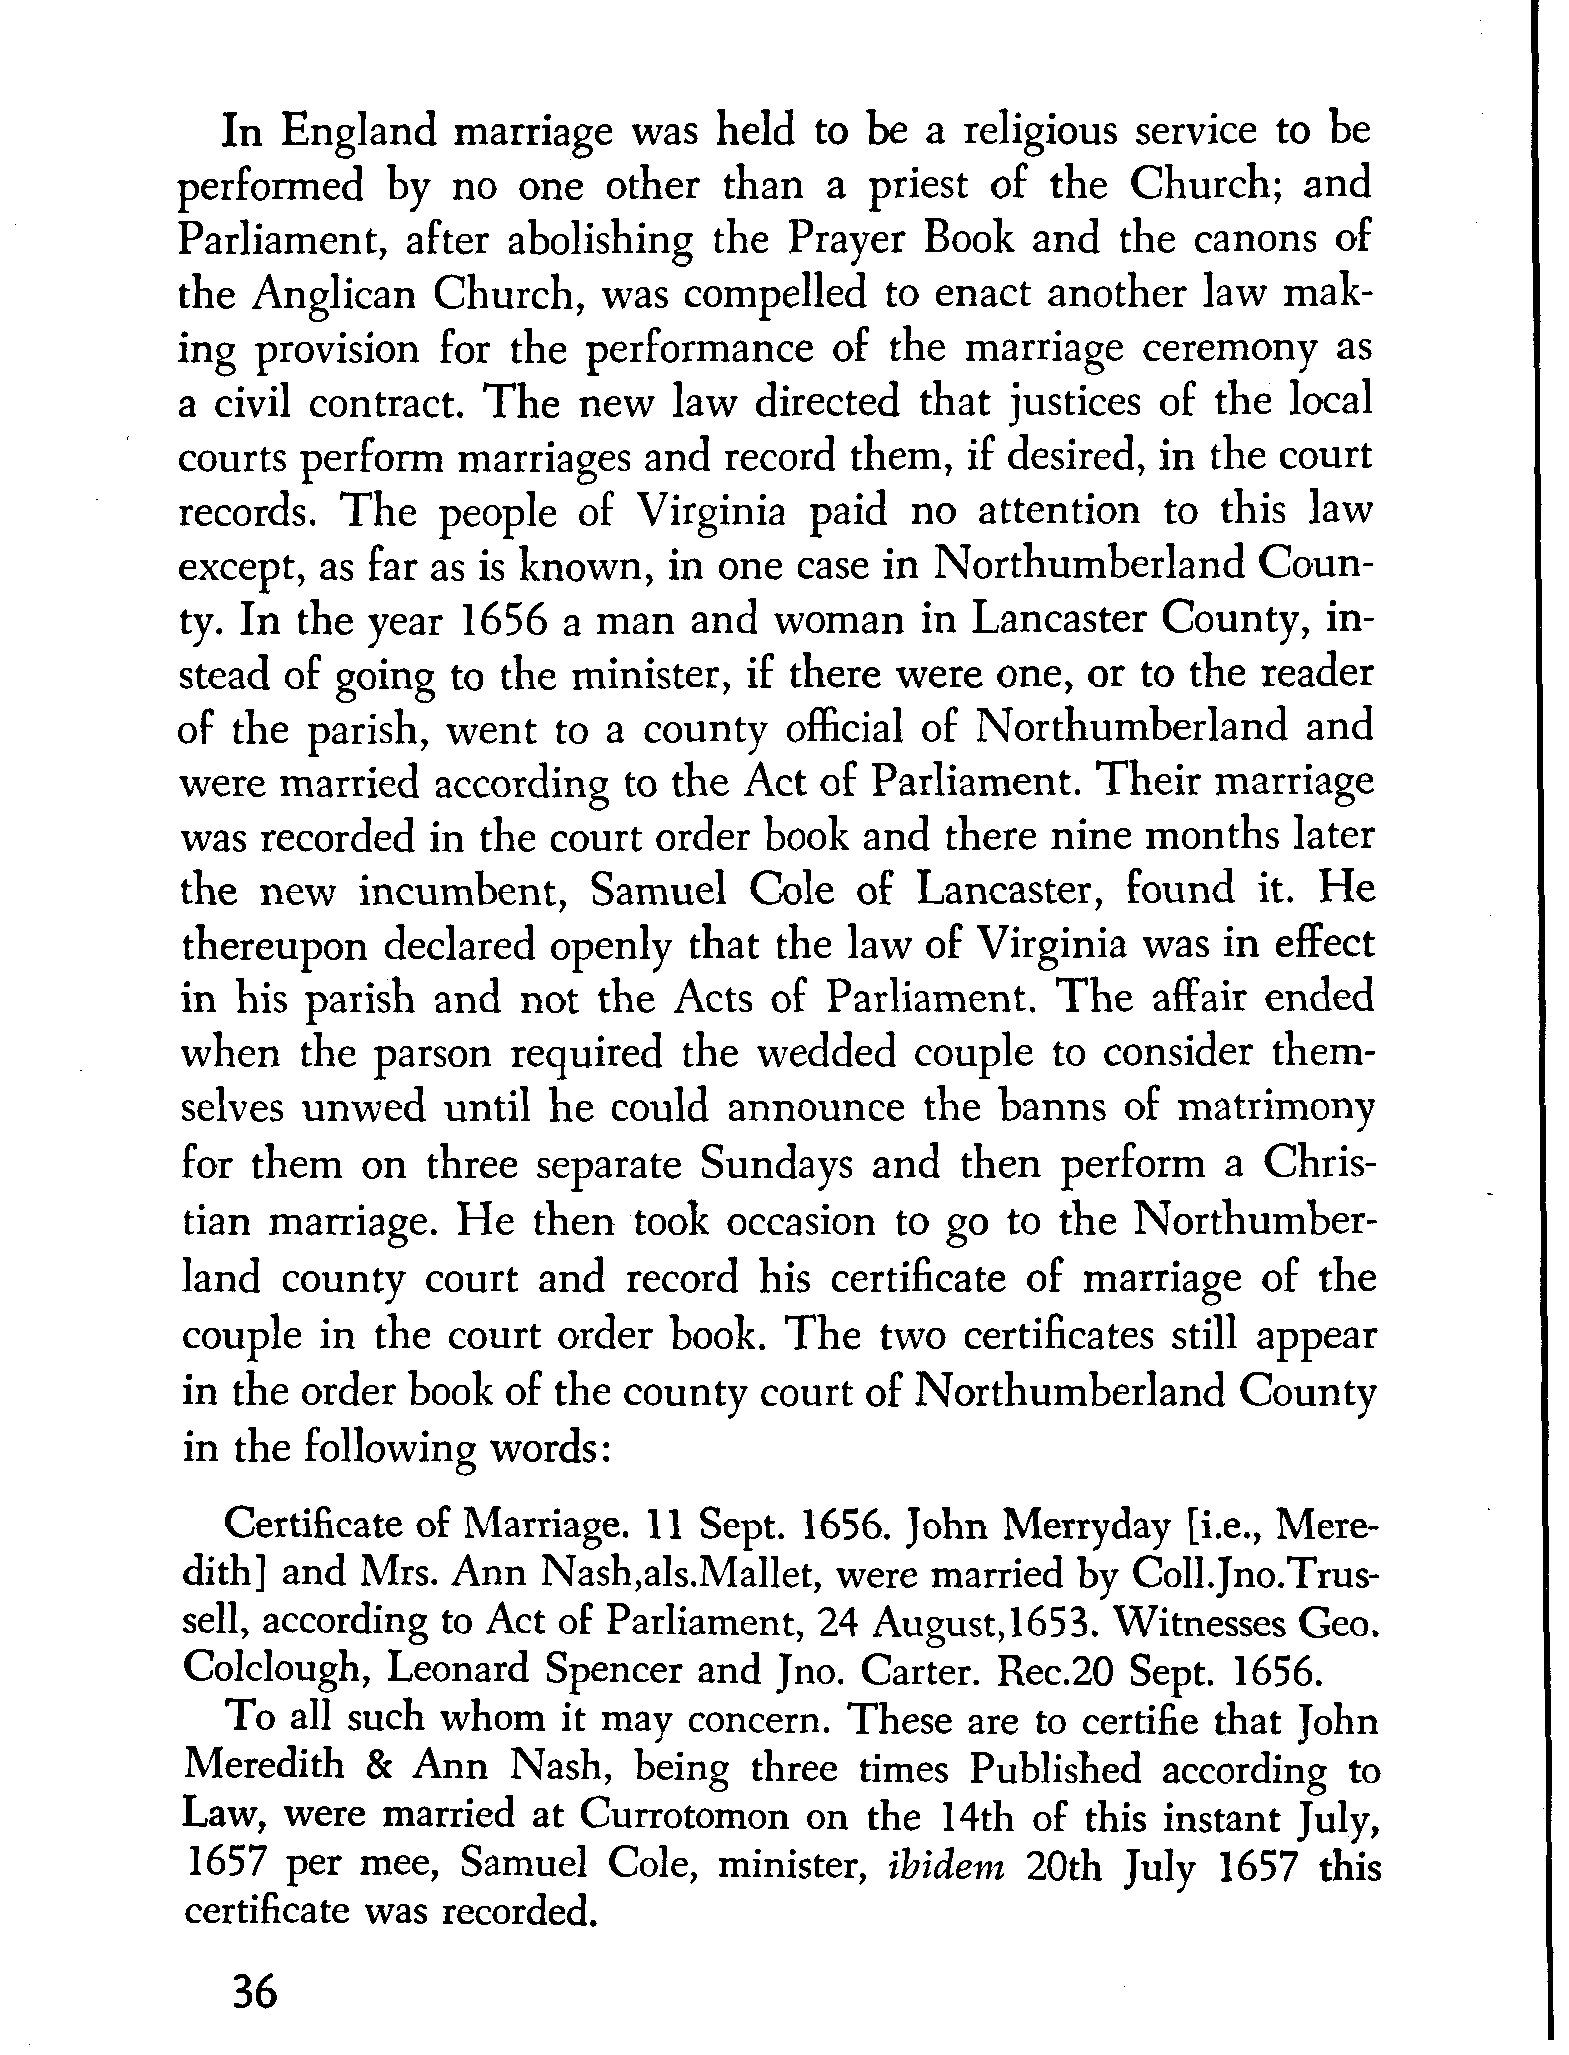 In England marriage was held to be a religious service to be
performed by no one other than a priest of the Church; and
Parliament, after abolishing the Prayer Book and the canons of
the Anglican Church, was compelled to enact another law mak-
ing provision for the performance of the marriage ceremony as
a civil contract. The new law directed that justices of the local
courts perform marriages and record them, if desired, in the court
records. The people of Virginia paid no attention to this law
except, as far as is known, in one case in Northumberland Coun-
ty. In the year 1656 a man and woman in Lancaster County, in-
stead of going to the minister, if there were one, or to the reader
of the parish, went to a county official of Northumberland and
were married according to the Act of Parliament. Their marriage
was recorded in the court order book and there nine months later
the new incumbent, Samuel Cole of Lancaster, found it. He
thereupon declared openly that the law of Virginia was in effect
in his parish and not the Acts of Parliament. The affair ended
when the parson required the wedded couple to consider them-
selves unwed until he could announce the banns of matrimony
for them on three separate Sundays and then perform a Chris-
tian marriage. He then took occasion to go to the Northumber-
land county court and record his certificate of marriage of the
couple in the court order book. The two certificates still appear
in the order book of the county court of Northumberland County
in the following words:
Certificate of Marriage. 11 Sept. 1656. John Merryday [i.e., Mere-
dith] and Mrs. Ann Nash,als.Mallet, were married by Coll.Jno.Trus-
sell, according to Act of Parliament, 24 August,1653. Witnesses Geo.
Colclough, Leonard Spencer and Jno. Carter. Rec.20 Sept. 1656.
To all such whom it may concern. These are to certifie that John
Meredith & Ann Nash, being three times Published according to
Law, were married at Currotomon on the 14th of this instant July,
1657 per mee, Samuel Cole, minister, ibidem 20th July 1657 this
certificate was recorded.
36